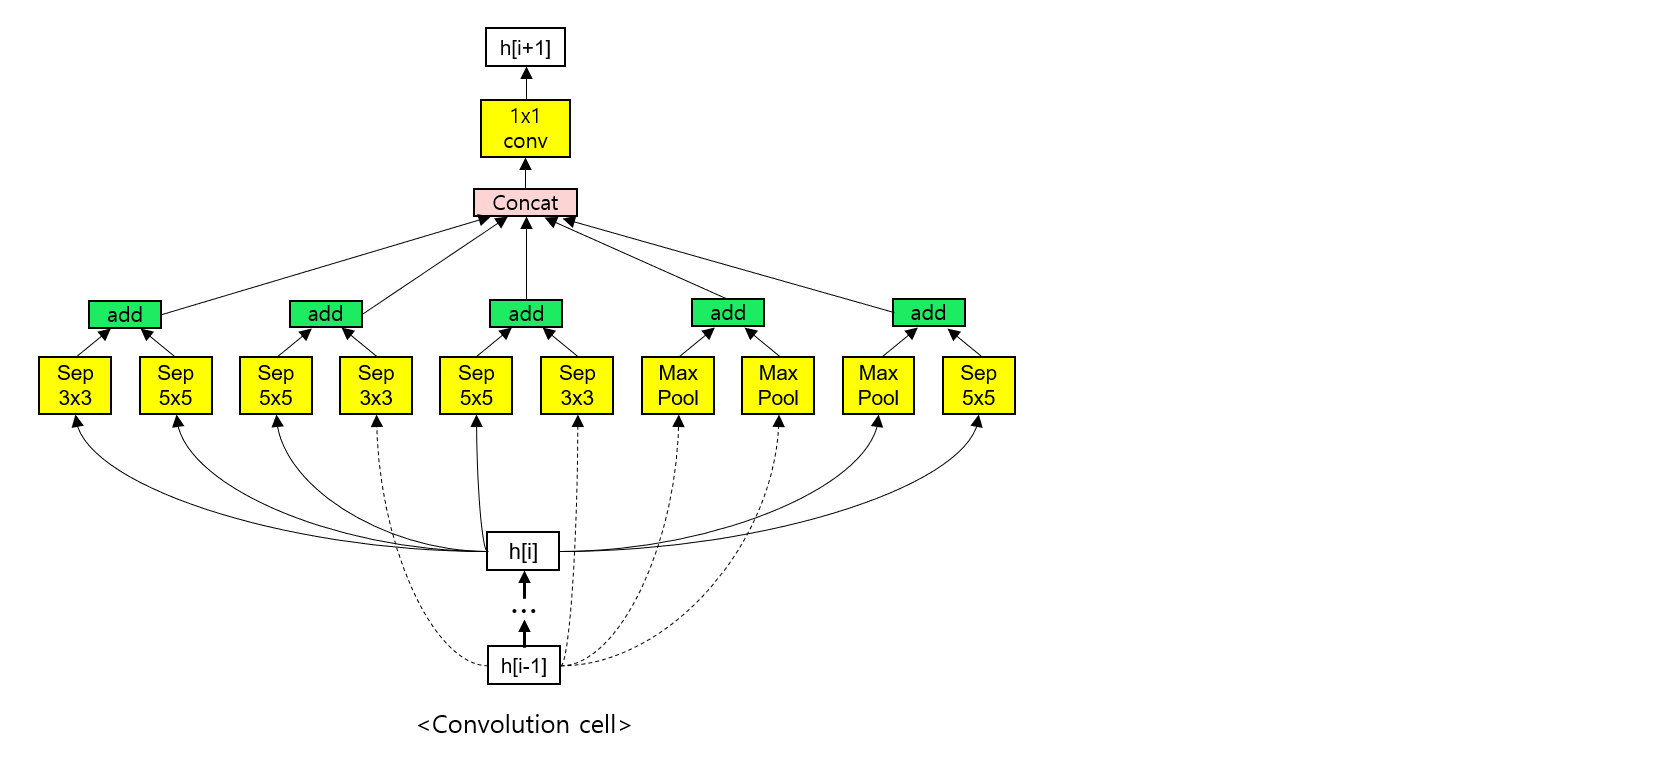 h[i+1]
1x1
conv
Concat
add
add
add
add
add
Sep
3x3
Sep
5x5
Sep
5x5
Sep
3x3
Sep
5x5
Sep
3x3
Max
Pool
Max
Pool
Max
Pool
Sep
5x5
h[i]
...
h[i-1]
<Convolution cell>